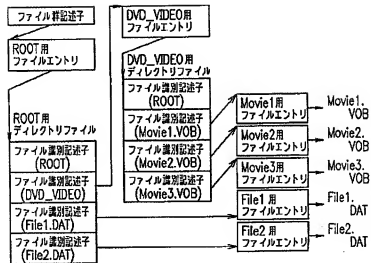 ファイル群記述子
ROOT用
ファイルエントリ
ROOT用
ディレクトリファイル
ファイル識別記述子
(ROOT)
ファイル識別記述子
(DVD_VIDEO)
ファイル識別記述子
(File1.DAT)
ファイル識別記述子
(File2.DAT)
DVD_VIDEO用
ファイルエントリ
DVD_VIDEO用
ディレクトリファイル
ファイル識別記述子
(ROOT)
ファイル識別記述子
(Movie1.VOB)
ファイル識別記述子
(Movie2.VOB)
ファイル識別記述子
(Movie3.VOB)
Movie1用
ファイルエントリ
Movie1.
VOB
Movie2用
ファイルエントリ
Movie2.
VOB
Movie3用
ファイルエントリ
Movie3.
VOB
File1用
ファイルエントリ
File1.
DAT
File2用
ファイルエントリ
File2.
DAT